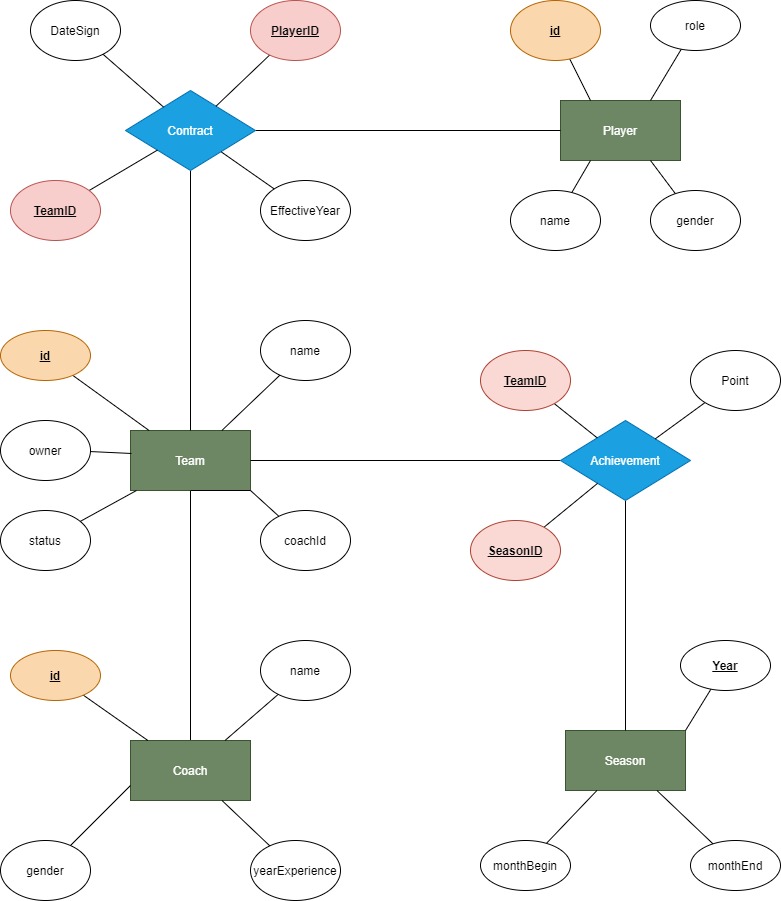 DateSign
PlayerID
id
role
Contract
Player
TeamID
EffectiveYear
name
gender
id
name
TeamID
Point
owner
Team
Achievement
status
coachId
SeasonID
id
name
Year
Coach
Season
gender
yearExperience
monthBegin
monthEnd